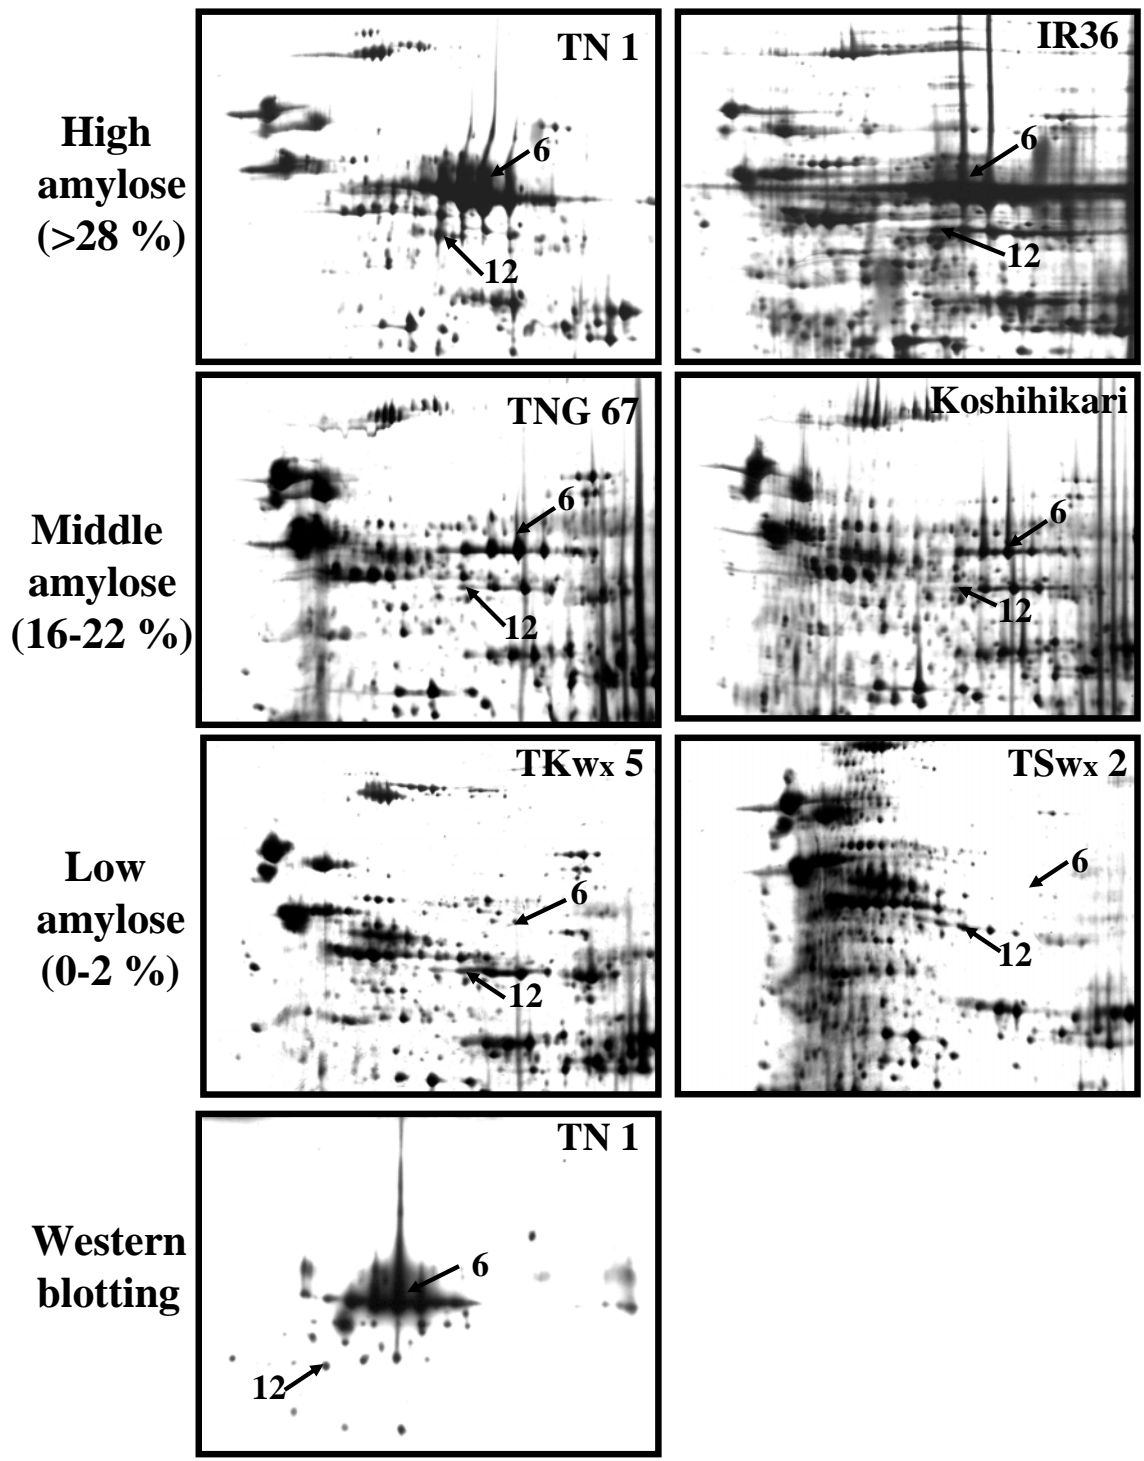 High
amylose
(>28 %)
TN 1
6
12
IR36
6
12
Middle
amylose
(16-22 %)
TNG 67
6
12
Koshihikari
6
12
Low
amylose
(0-2 %)
TKwx 5
6
12
TSwx 2
6
12
Western
blotting
TN 1
6
12